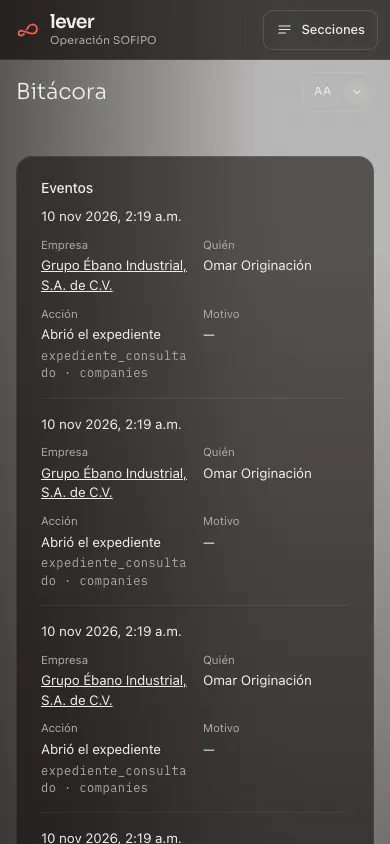 lever
Operación SOFIPO
Secciones
Bitácora
AA
Eventos
10 nov 2026, 2:19 a.m.
Empresa
Quién
Grupo Ébano Industrial,
S.A. de C.V.
Omar Originación
Acción
Motivo
Abrió el expediente
—
expediente_consulta
do · companies
10 nov 2026, 2:19 a.m.
Empresa
Quién
Grupo Ébano Industrial,
S.A. de C.V.
Omar Originación
Acción
Motivo
Abrió el expediente
—
expediente_consulta
do · companies
10 nov 2026, 2:19 a.m.
Empresa
Quién
Grupo Ébano Industrial,
S.A. de C.V.
Omar Originación
Acción
Motivo
Abrió el expediente
—
expediente_consulta
do · companies
10 nov 2026, 2:19 a.m.